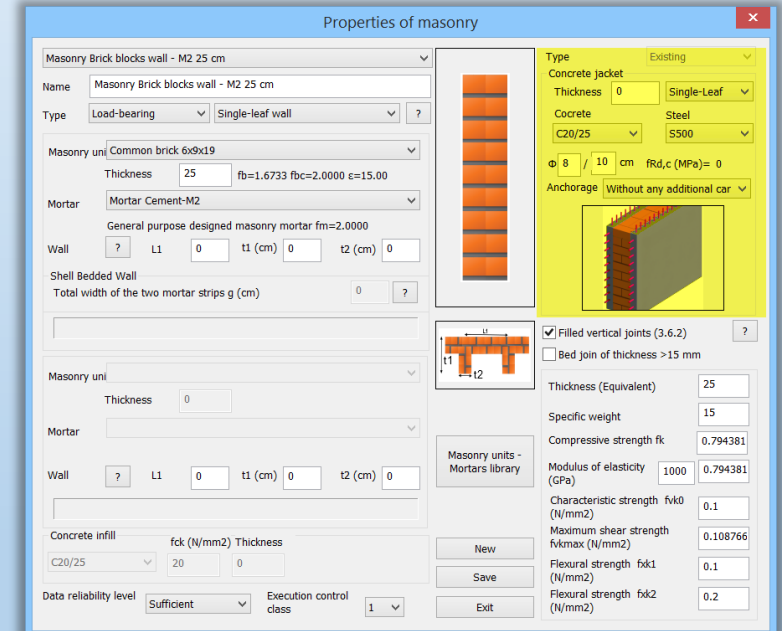 Properties of masonry
x
Masonry Brick blocks wall - M2 25 cm
Name Masonry Brick blocks wall - M2 25 cm
Type Load-bearing Single-leaf wall ?
Masonry uni Common brick 6x9x19
Thickness 25 fb=1.6733 fbc=2.0000 ε=15.00
Mortar Mortar Cement-M2
General purpose designed masonry mortar fm=2.0000
Wall ? L1 0 t1 (cm) 0 t2 (cm) 0
Shell Bedded Wall
Total width of the two mortar strips g (cm) 0 ?
Masonry uni
Thickness 0
Mortar
Wall ? L1 0 t1 (cm) 0 t2 (cm) 0
Concrete infill
fck (N/mm2) Thickness
C20/25 20 0
Data reliability level Sufficient Execution control class 1
L1
t1
t2
Masonry units - Mortars library
New
Save
Exit
Type Existing
Concrete jacket
Thickness 0 Single-Leaf
Cocrete Steel
C20/25 S500
Φ 8 / 10 cm fRd,c (MPa)= 0
Anchorage Without any additional car
Filled vertical joints (3.6.2) ?
Bed join of thickness >15 mm
Thickness (Equivalent) 25
Specific weight 15
Compressive strength fk 0.794381
Modulus of elasticity (GPa) 1000 0.794381
Characteristic strength fvk0 (N/mm2) 0.1
Maximum shear strength fvkmax (N/mm2) 0.108766
Flexural strength fxk1 (N/mm2) 0.1
Flexural strength fxk2 (N/mm2) 0.2